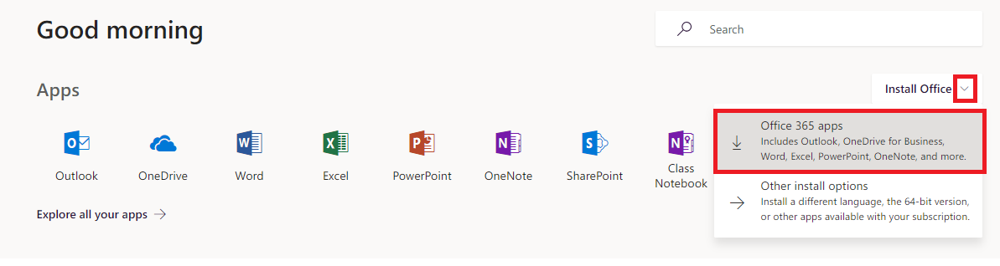 Good morning
Search
Apps
Install Office
Outlook
OneDrive
Word
Excel
PowerPoint
OneNote
SharePoint
Class
Notebook
Office 365 apps
Includes Outlook, OneDrive for Business,
Word, Excel, PowerPoint, OneNote, and more.
Other install options
Install a different language, the 64-bit version,
or other apps available with your subscription.
Explore all your apps